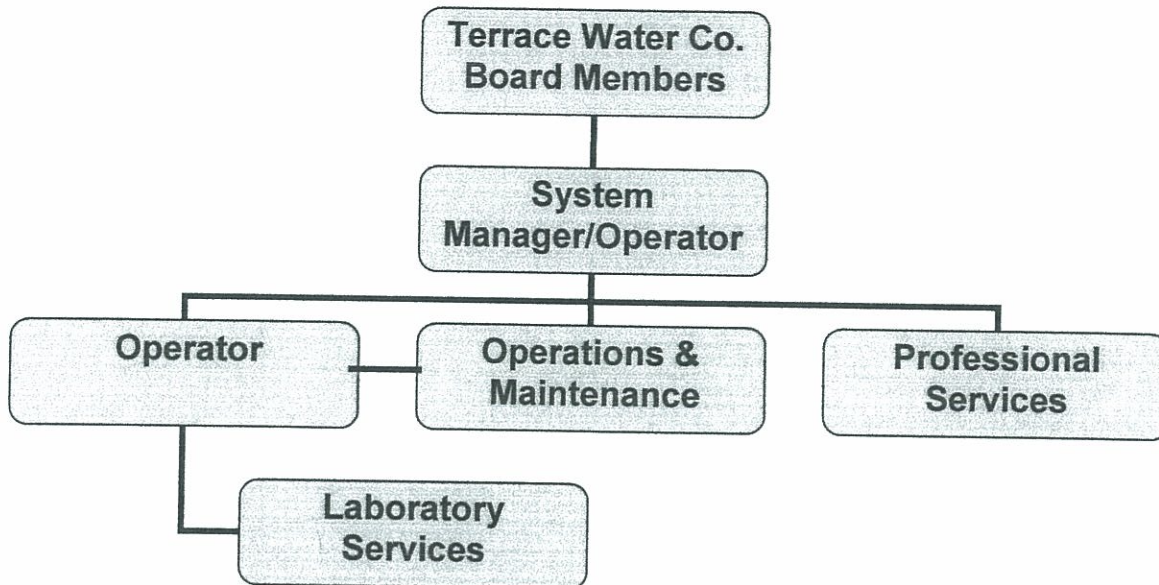 Terrace Water Co.
Board Members
System
Manager/Operator
Operator
Operations &
Maintenance
Professional
Services
Laboratory
Services